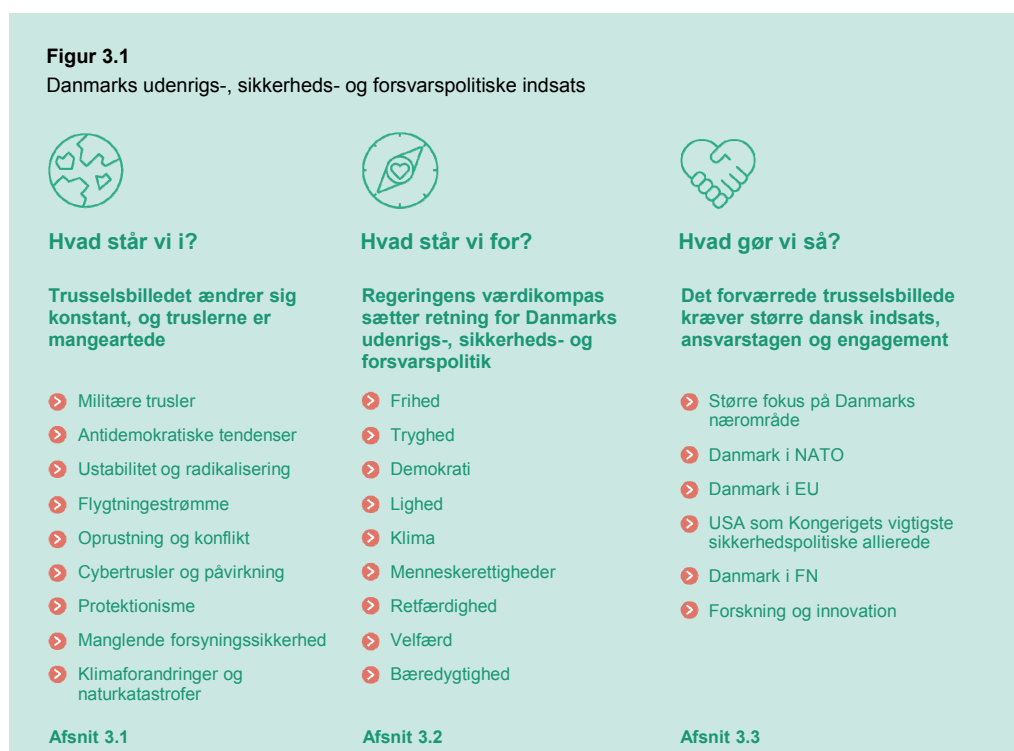 Figur 3.1
Danmarks udenrigs-, sikkerheds- og forsvarspolitiske indsats
Hvad står vi i?
Trusselsbilledet ændrer sig
konstant, og truslerne er
mangeartede
Militære trusler
Antidemokratiske tendenser
Ustabilitet og radikalisering
Flygtningestrømme
Oprustning og konflikt
Cybertrusler og påvirkning
Protektionisme
Manglende forsyningssikkerhed
Klimaforandringer og
naturkatastrofer
Afsnit 3.1
Hvad står vi for?
Regeringens værdikompas
sætter retning for Danmarks
udenrigs-, sikkerheds- og
forsvarspolitik
Frihed
Tryghed
Demokrati
Lighed
Klima
Menneskerettigheder
Retfærdighed
Velfærd
Bæredygtighed
Afsnit 3.2
Hvad gør vi så?
Det forværrede trusselsbillede
kræver større dansk indsats,
ansvarstagen og engagement
Større fokus på Danmarks
nærområde
Danmark i NATO
Danmark i EU
USA som Kongerigets vigtigste
sikkerhedspolitiske allierede
Danmark i FN
Forskning og innovation
Afsnit 3.3